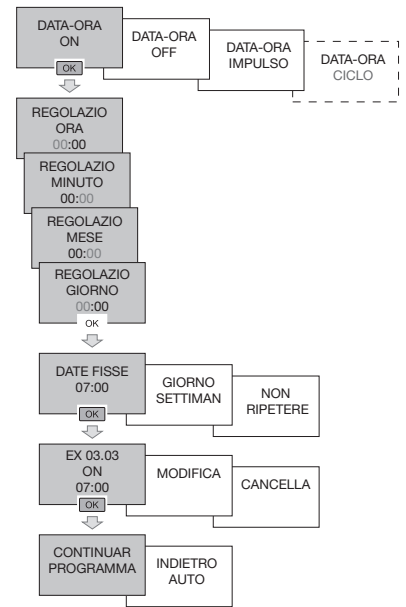 DATA-ORA
ON
OK
DATA-ORA
OFF
DATA-ORA
IMPULSO
DATA-ORA
CICLO
REGOLAZIO
ORA
00:00
REGOLAZIO
MINUTO
00:00
REGOLAZIO
MESE
00:00
REGOLAZIO
GIORNO
00:00
OK
DATE FISSE
07:00
OK
GIORNO
SETTIMAN
NON
RIPETERE
EX 03.03
ON
07:00
OK
MODIFICA
CANCELLA
CONTINUAR
PROGRAMMA
INDIETRO
AUTO